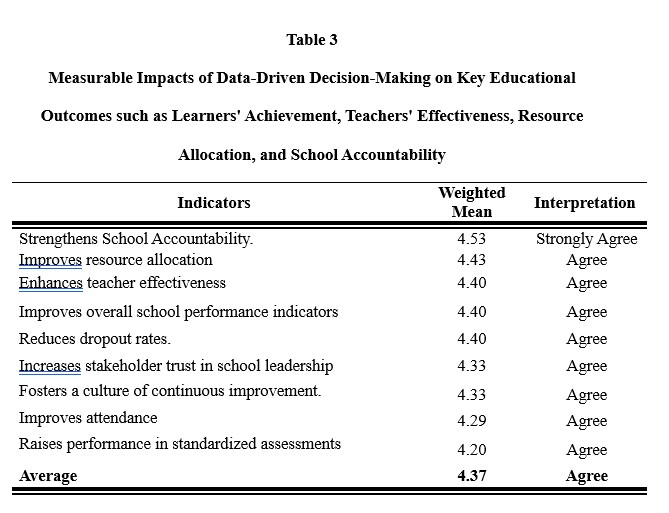 Table 3
Measurable Impacts of Data-Driven Decision-Making on Key Educational
Outcomes such as Learners' Achievement, Teachers' Effectiveness, Resource
Allocation, and School Accountability
Indicators Weighted Mean Interpretation
Strengthens School Accountability. 4.53 Strongly Agree
Improves resource allocation 4.43 Agree
Enhances teacher effectiveness 4.40 Agree
Improves overall school performance indicators 4.40 Agree
Reduces dropout rates. 4.40 Agree
Increases stakeholder trust in school leadership 4.33 Agree
Fosters a culture of continuous improvement. 4.33 Agree
Improves attendance 4.29 Agree
Raises performance in standardized assessments 4.20 Agree
Average 4.37 Agree